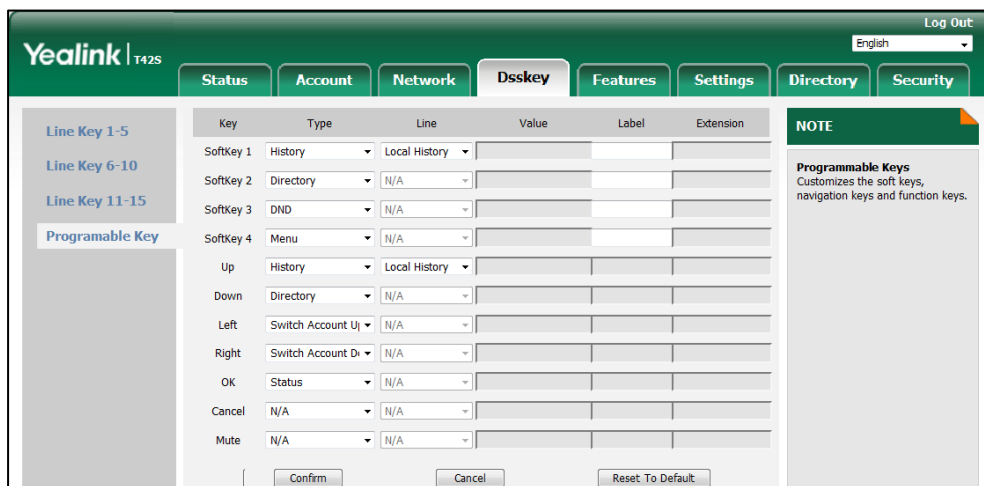 Log Out
Yealink | T42S
English
Status Account Network Dsskey Features Settings Directory Security
Line Key 1-5
Line Key 6-10
Line Key 11-15
Programable Key
Key Type Line Value Label Extension
SoftKey 1 History Local History
SoftKey 2 Directory N/A
SoftKey 3 DND N/A
SoftKey 4 Menu N/A
Up History Local History
Down Directory N/A
Left Switch Account U N/A
Right Switch Account D N/A
OK Status N/A
Cancel N/A N/A
Mute N/A N/A
Confirm Cancel Reset To Default
NOTE
Programmable Keys
Customizes the soft keys,
navigation keys and function keys.